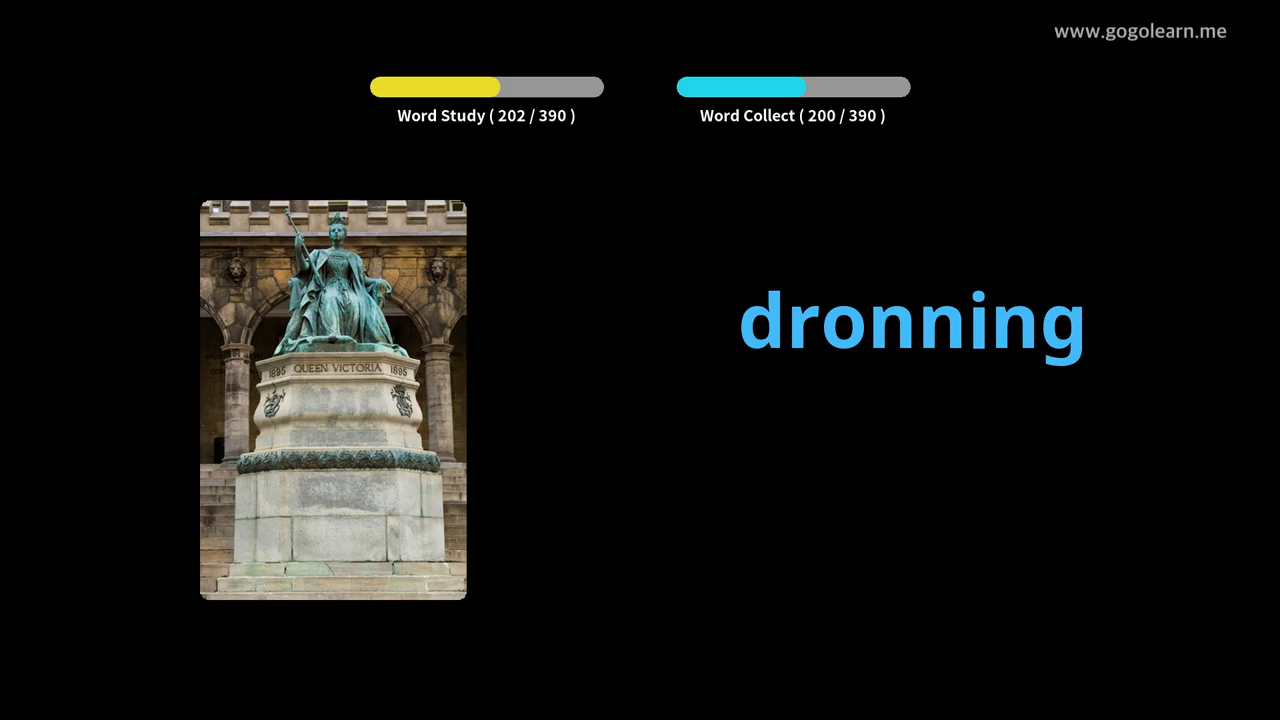 www.gogolearn.me
Word Study ( 202 / 390 )
Word Collect ( 200 / 390 )
1895 QUEEN VICTORIA 1895
dronning